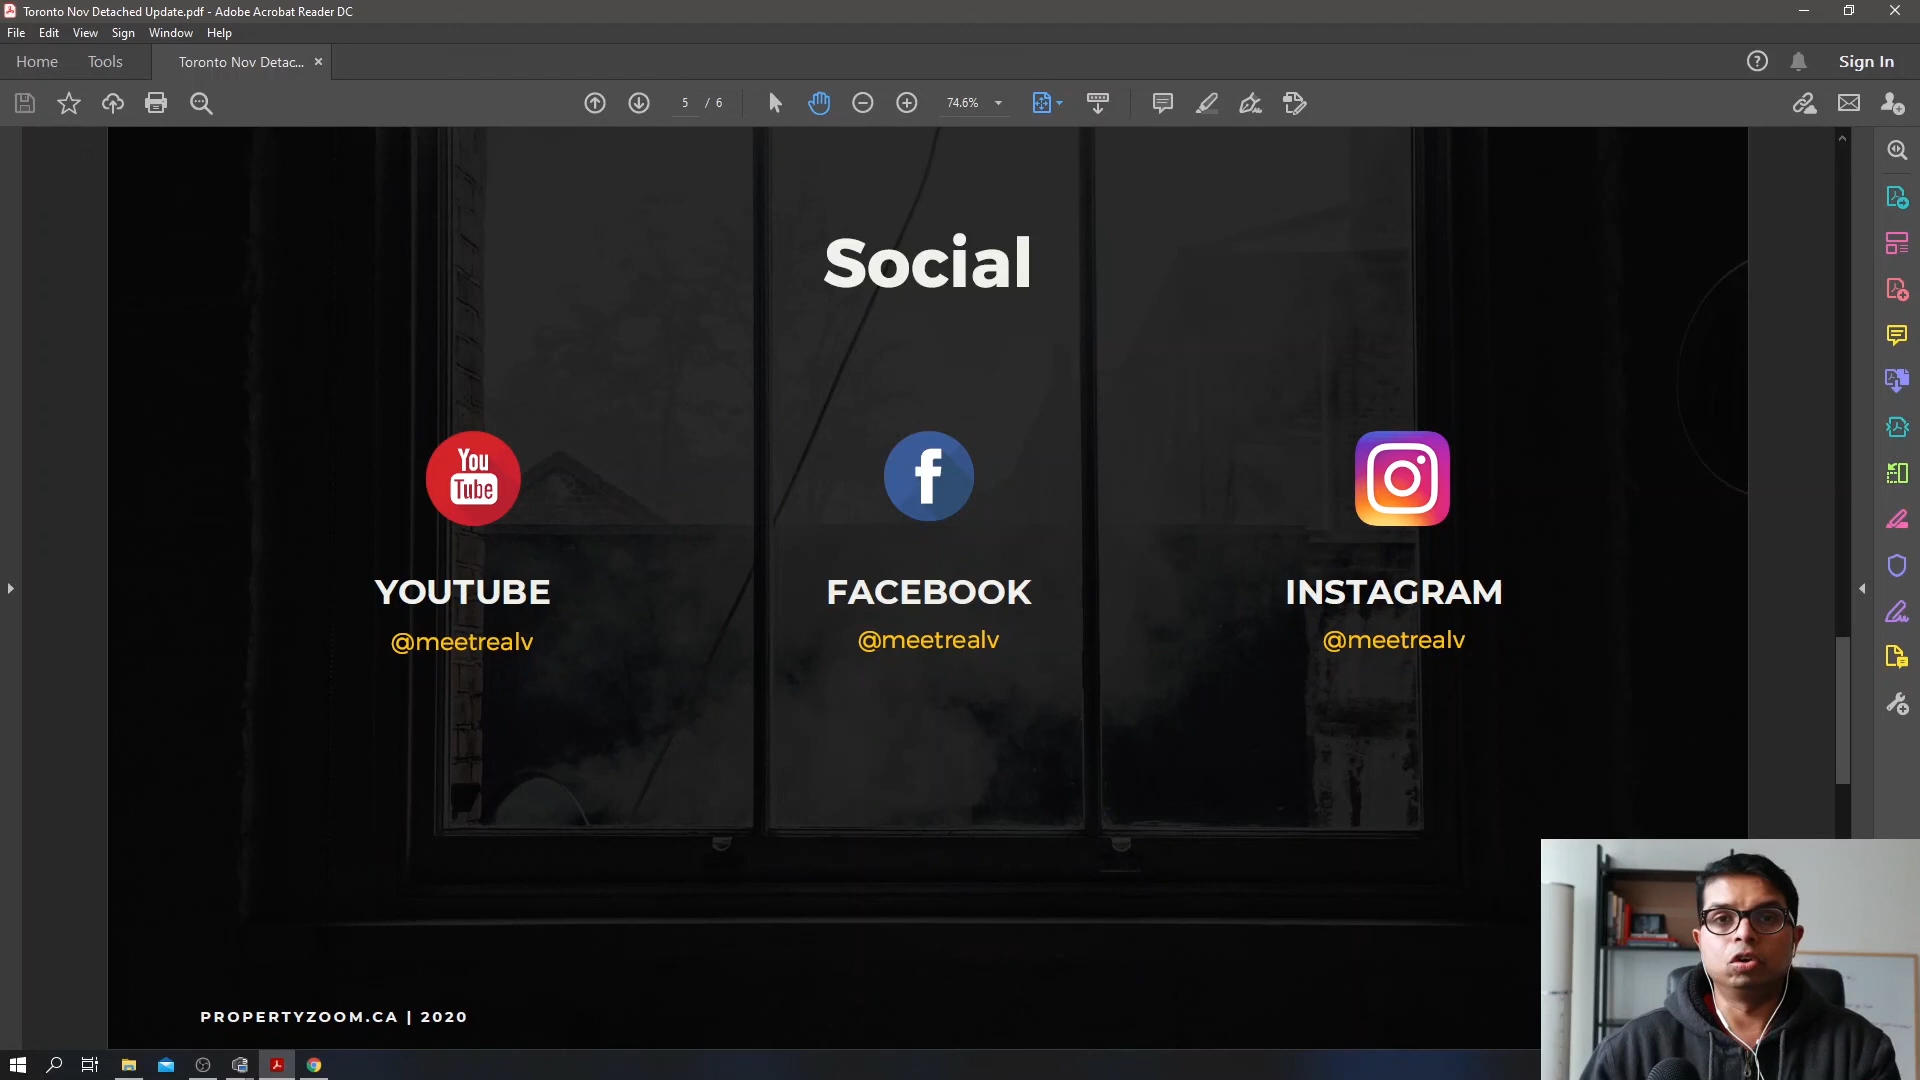 Toronto Nov Detached Update.pdf - Adobe Acrobat Reader DC
File Edit View Sign Window Help
Home Tools Toronto Nov Detac... Sign In
5 / 6 74.6%
Social
You
Tube
YOUTUBE FACEBOOK INSTAGRAM
@meetrealv @meetrealv @meetrealv
PROPERTYZOOM.CA | 2020